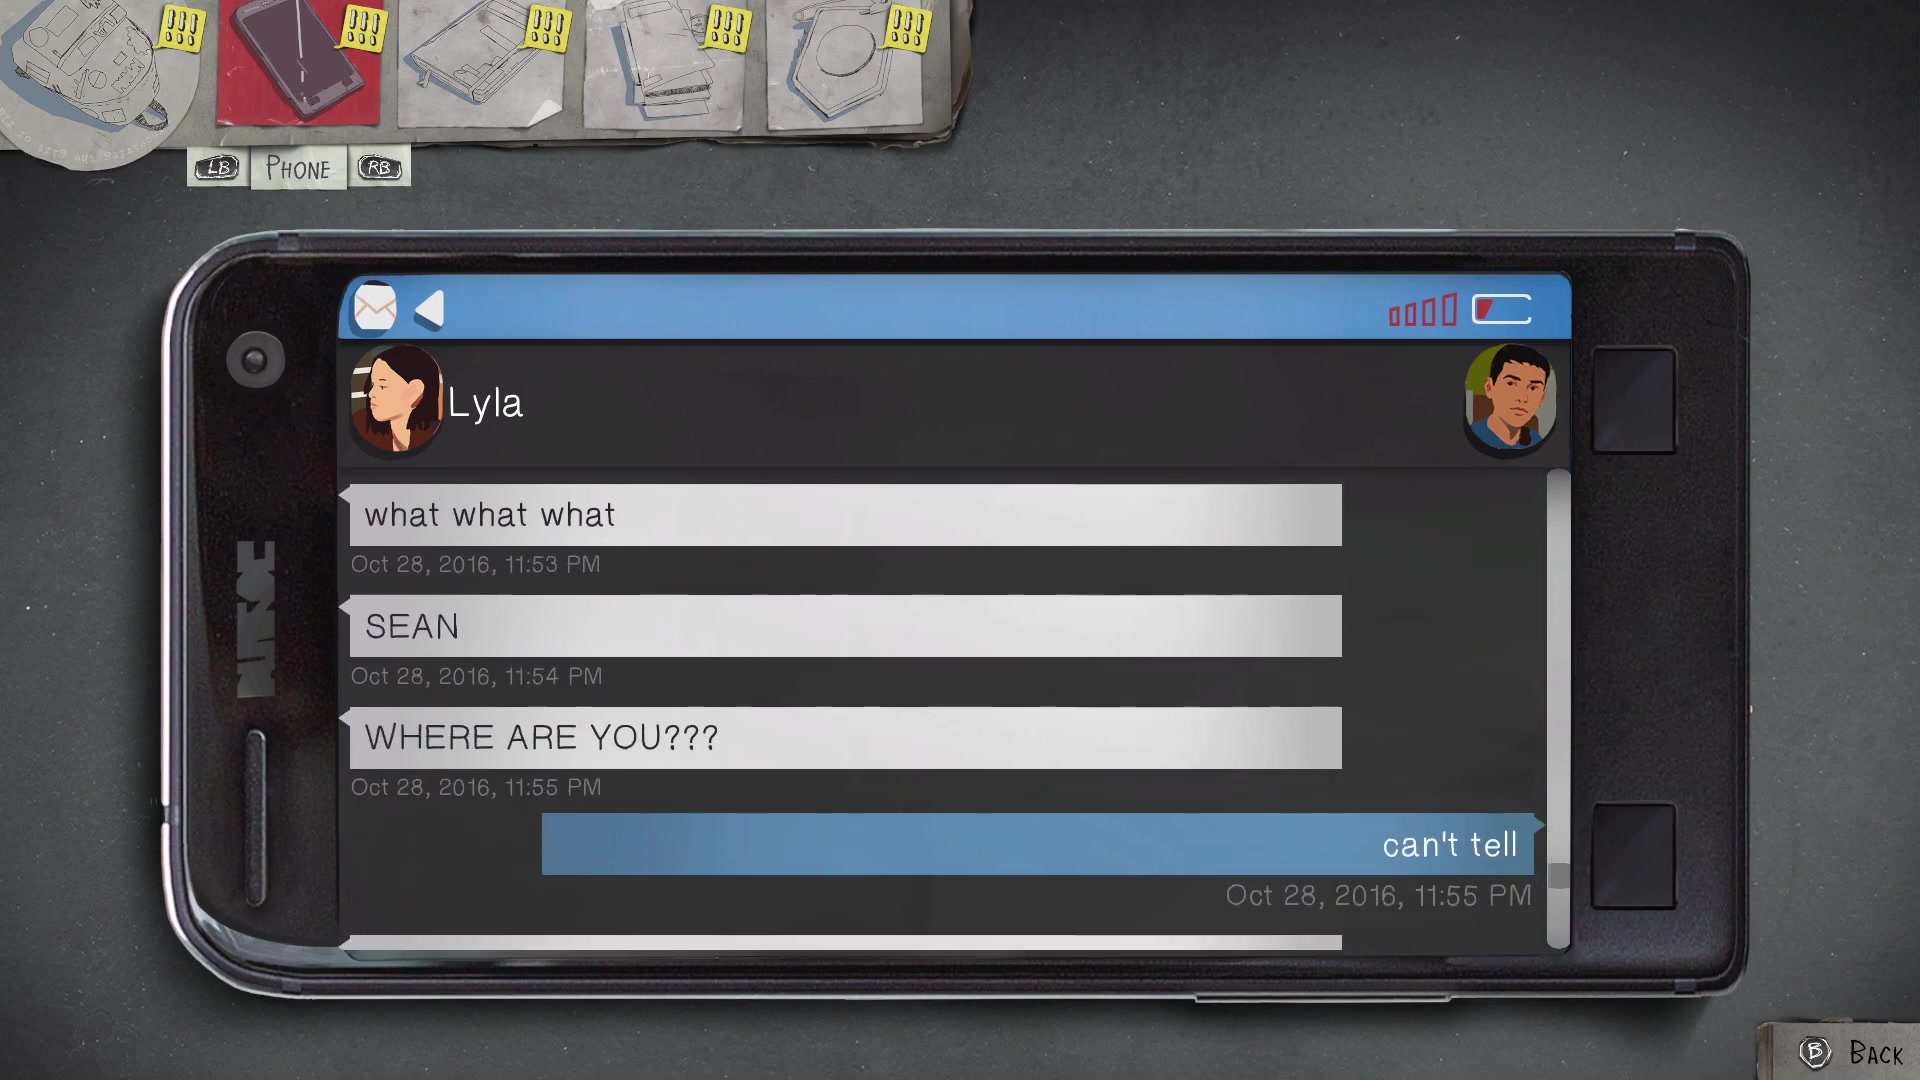 !!!
!!!
!!!
!!!
!!!
LB PHONE RB
Lyla
what what what
Oct 28, 2016, 11:53 PM
SEAN
Oct 28, 2016, 11:54 PM
WHERE ARE YOU???
Oct 28, 2016, 11:55 PM
can't tell
Oct 28, 2016, 11:55 PM
B BACK